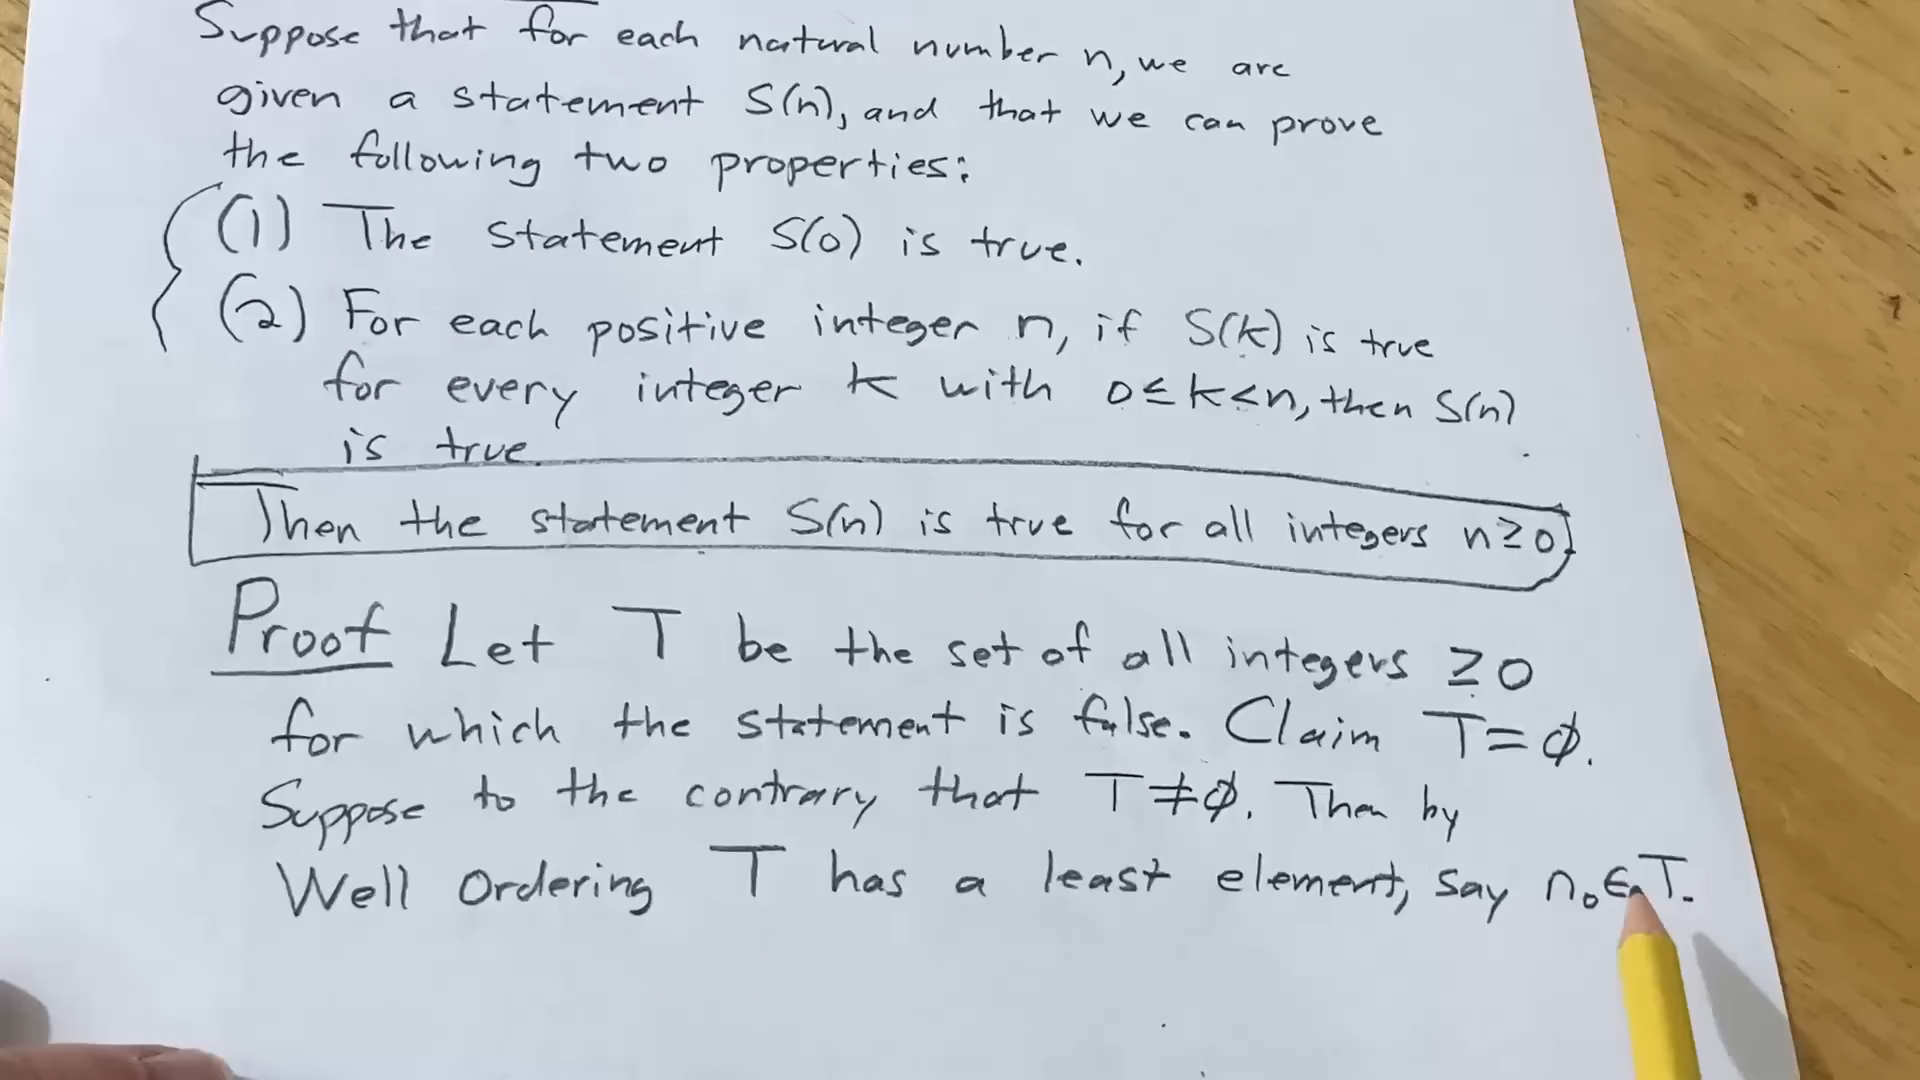 Suppose that for each natural number n, we are
given a statement S(n), and that we can prove
the following two properties:
(1) The statement S(0) is true.
(2) For each positive integer n, if S(k) is true
for every integer k with 0≤k<n, then S(n)
is true.
Then the statement S(n) is true for all integers n≥0.
Proof Let T be the set of all integers ≥0
for which the statement is false. Claim T=∅.
Suppose to the contrary that T≠∅. Then by
Well Ordering T has a least element, say n₀∈T.